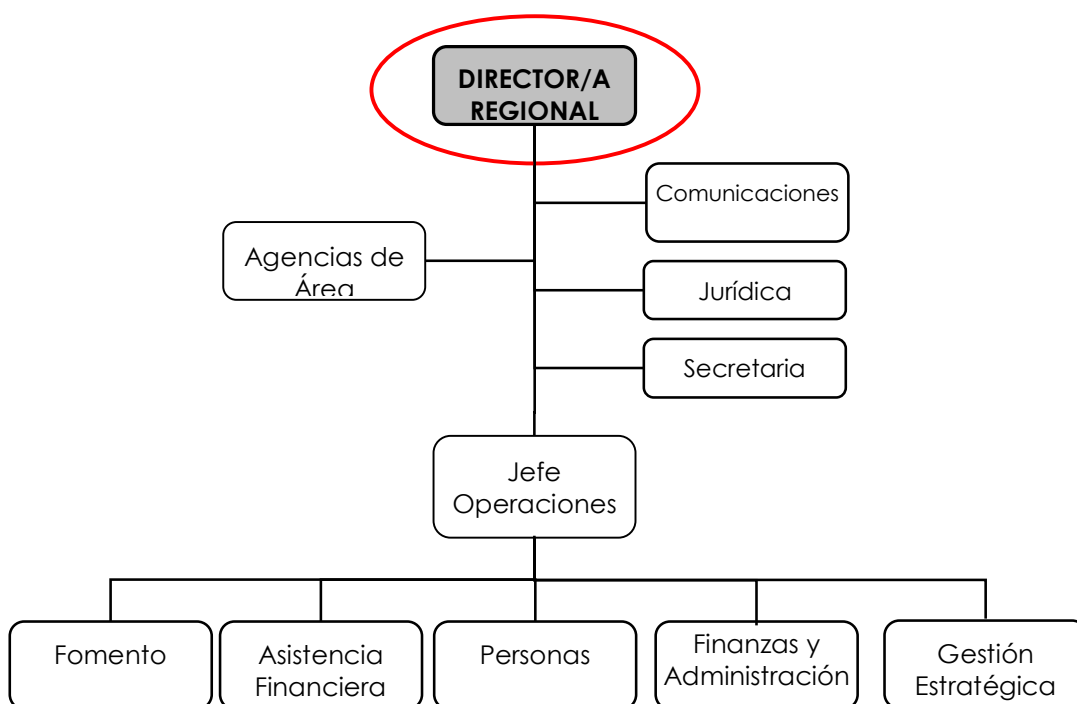 DIRECTOR/A
REGIONAL
Comunicaciones
Agencias de
Área
Jurídica
Secretaria
Jefe
Operaciones
Fomento
Asistencia
Financiera
Personas
Finanzas y
Administración
Gestión
Estratégica